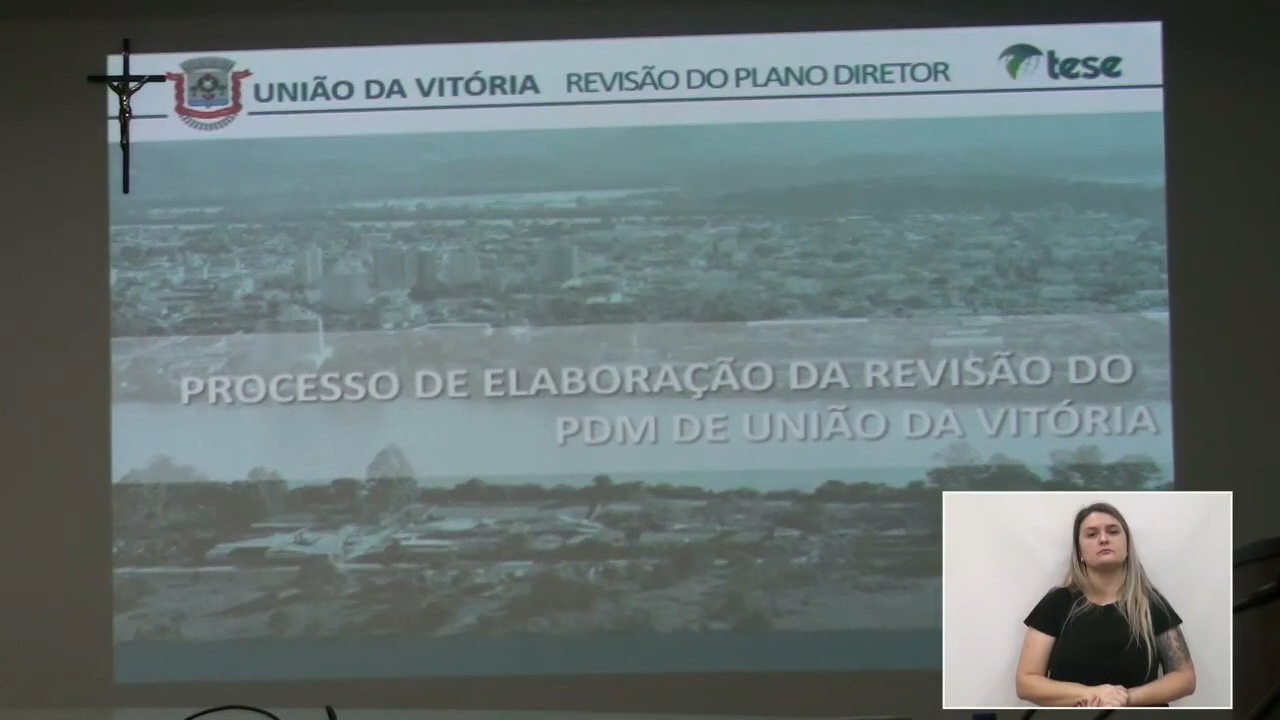 UNIÃO DA VITÓRIA REVISÃO DO PLANO DIRETOR
tese
PROCESSO DE ELABORAÇÃO DA REVISÃO DO
PDM DE UNIÃO DA VITÓRIA